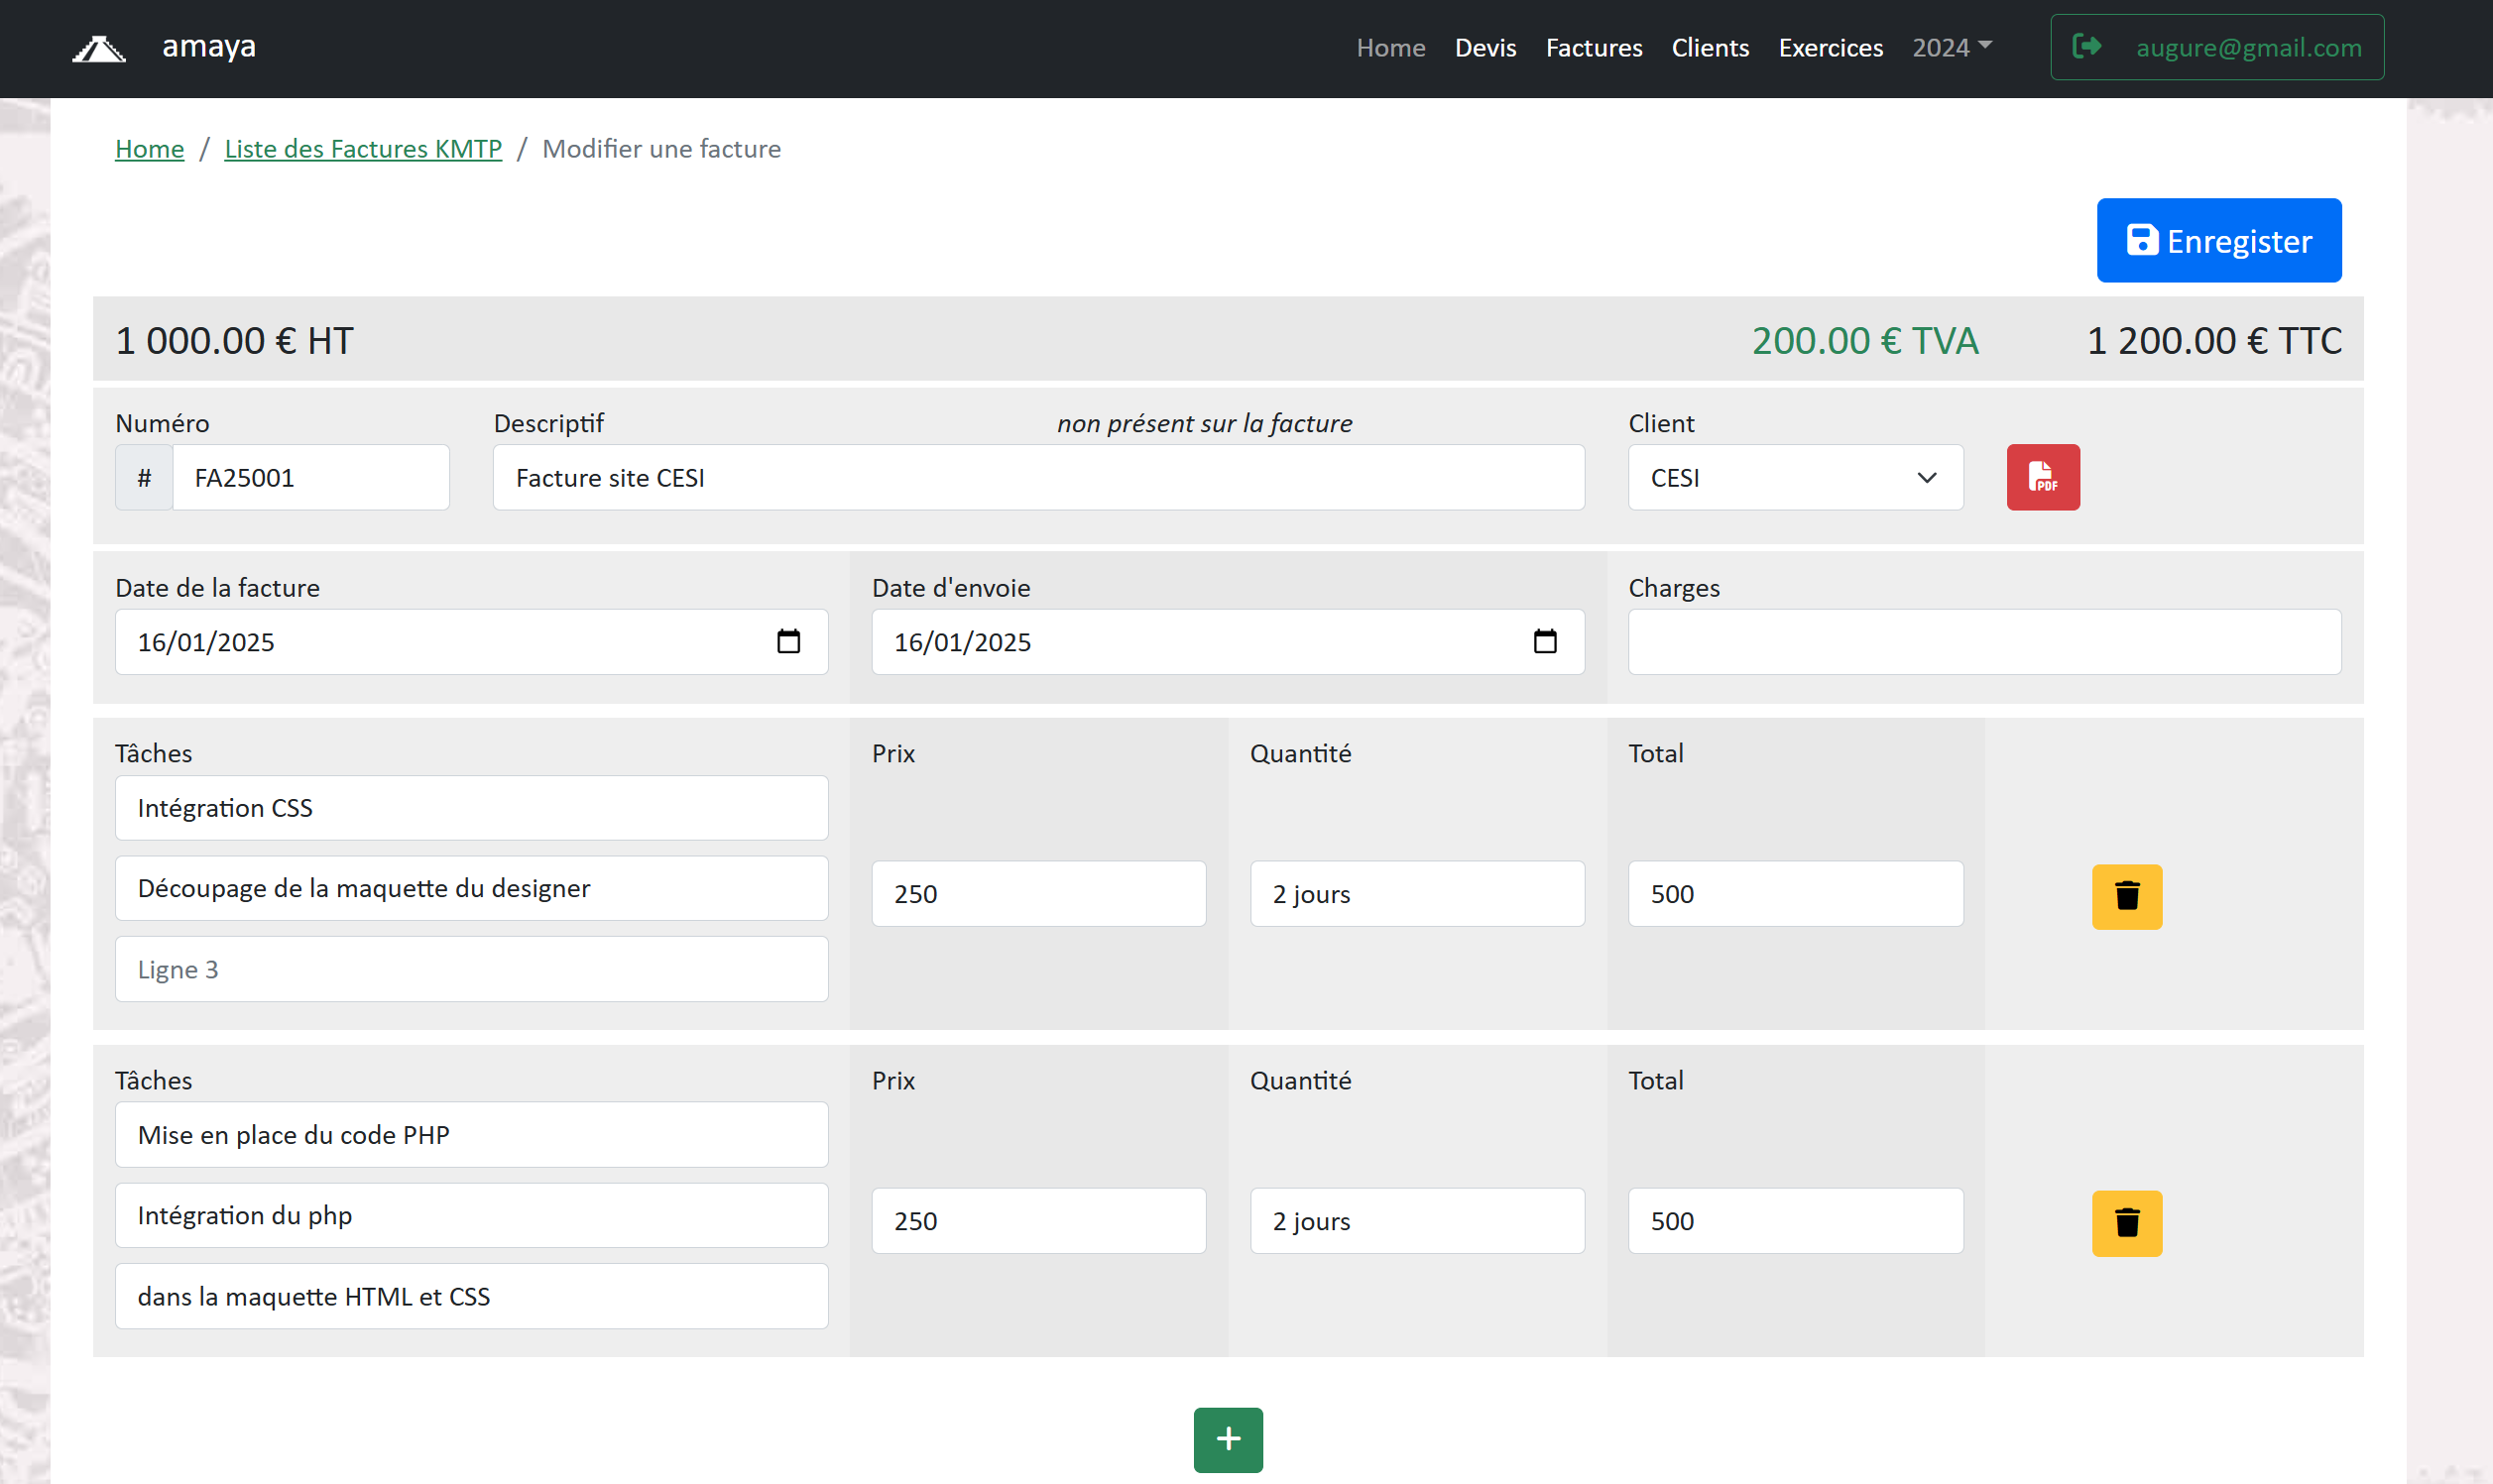 amaya
Home Devis Factures Clients Exercices 2024 augure@gmail.com
Home / Liste des Factures KMTP / Modifier une facture
Enregister
1 000.00 € HT 200.00 € TVA 1 200.00 € TTC
Numéro Descriptif non présent sur la facture Client
# FA25001 Facture site CESI CESI PDF
Date de la facture Date d'envoie Charges
16/01/2025 16/01/2025
Tâches Prix Quantité Total
Intégration CSS
Découpage de la maquette du designer 250 2 jours 500
Ligne 3
Tâches Prix Quantité Total
Mise en place du code PHP
Intégration du php 250 2 jours 500
dans la maquette HTML et CSS
+